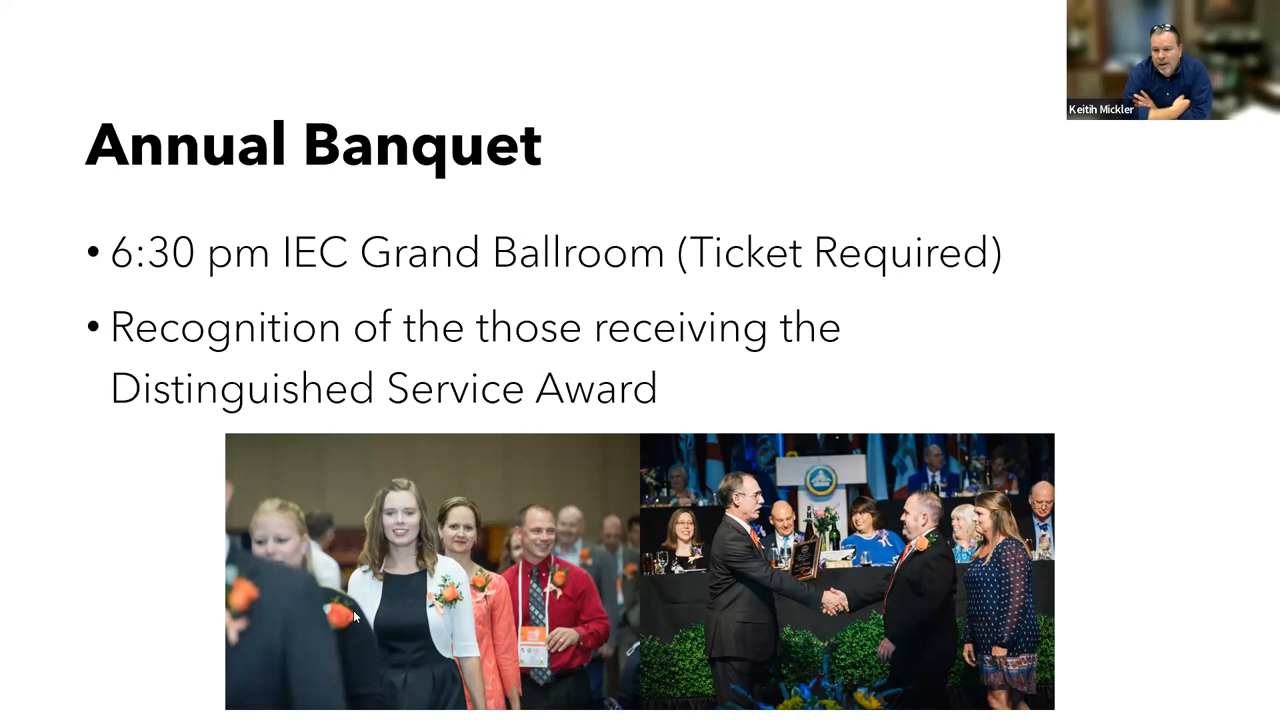 Keitih Mickler
Annual Banquet
• 6:30 pm IEC Grand Ballroom (Ticket Required)
• Recognition of the those receiving the
Distinguished Service Award